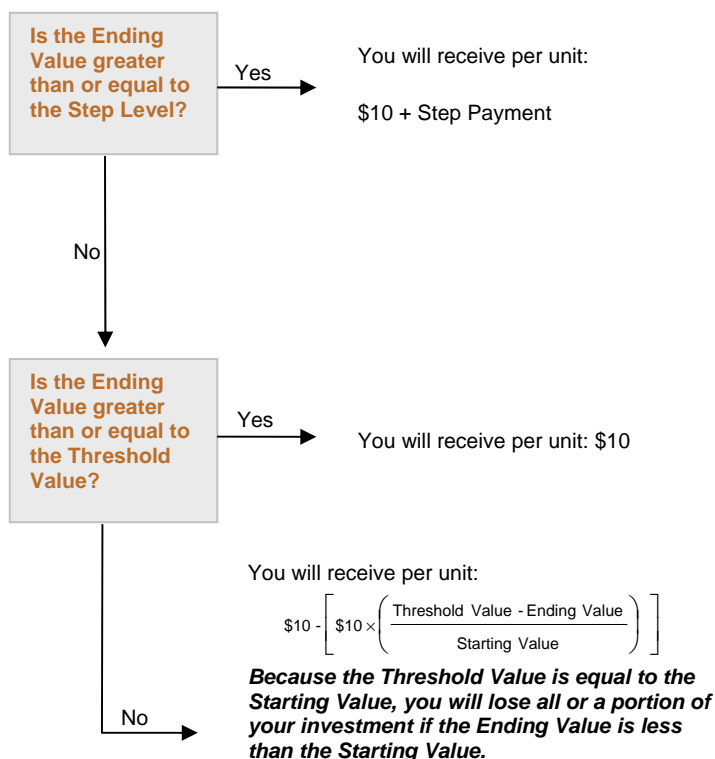 Is the Ending
Value greater
than or equal to
the Step Level?
Yes
You will receive per unit:
$10 + Step Payment
No
Is the Ending
Value greater
than or equal to
the Threshold
Value?
Yes
You will receive per unit: $10
You will receive per unit:
$10 - [ $10 × ( Threshold Value - Ending Value
Starting Value ) ]
Because the Threshold Value is equal to the
Starting Value, you will lose all or a portion of
your investment if the Ending Value is less
than the Starting Value.
No